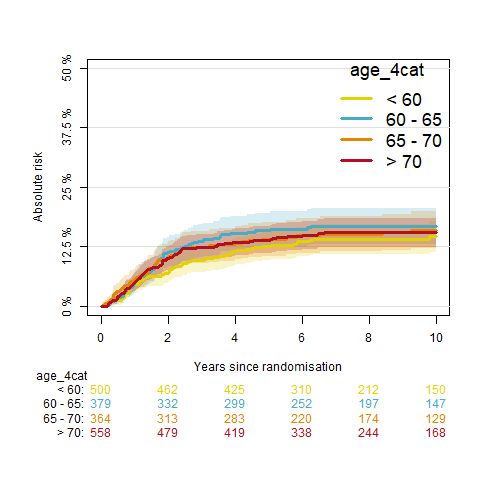 age_4cat
< 60
60 - 65
65 - 70
> 70
50 %
37.5 %
25 %
12.5 %
0 %
Absolute risk
0 2 4 6 8 10
Years since randomisation
age_4cat
< 60: 500 462 425 310 212 150
60 - 65: 379 332 299 252 197 147
65 - 70: 364 313 283 220 174 129
> 70: 558 479 419 338 244 168